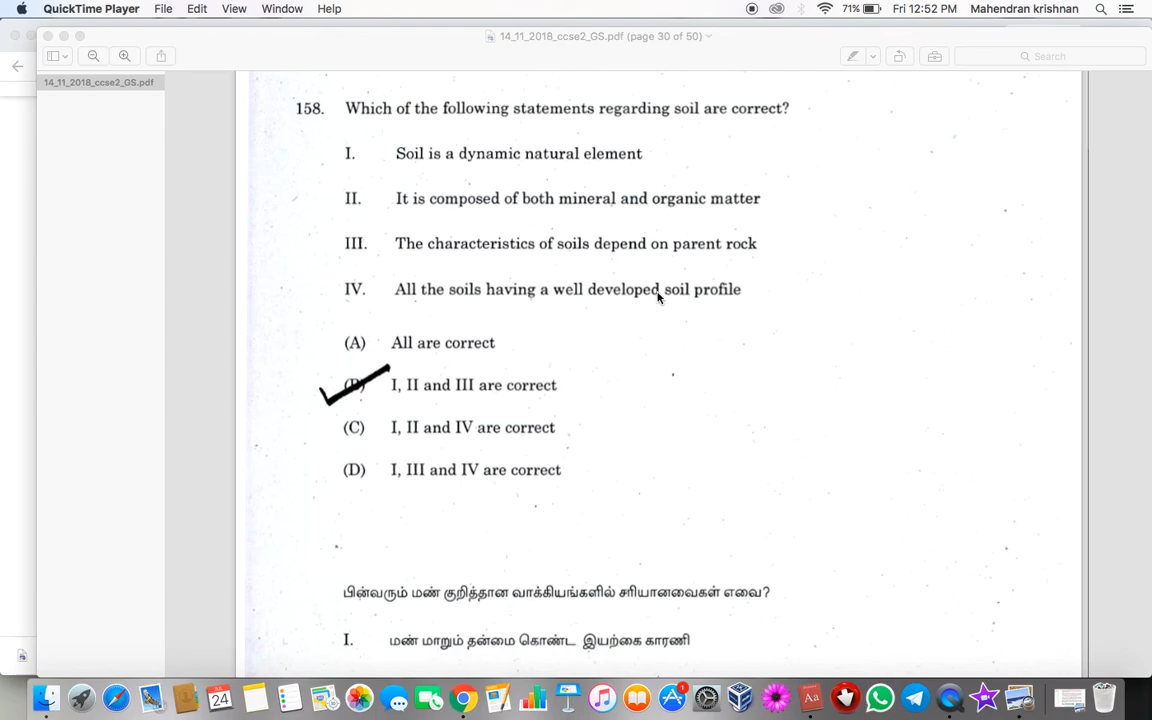 QuickTime Player File Edit View Window Help 71% Fri 12:52 PM Mahendran krishnan
14_11_2018_ccse2_GS.pdf (page 30 of 50)
Search
14_11_2018_ccse2_GS.pdf
158. Which of the following statements regarding soil are correct?
I. Soil is a dynamic natural element
II. It is composed of both mineral and organic matter
III. The characteristics of soils depend on parent rock
IV. All the soils having a well developed soil profile
(A) All are correct
(B) I, II and III are correct
(C) I, II and IV are correct
(D) I, III and IV are correct
பின்வரும் மண் குறித்தான வாக்கியங்களில் சரியானவைகள் எவை?
I. மண் மாறும் தன்மை கொண்ட இயற்கை காரணி
24
1
Aa